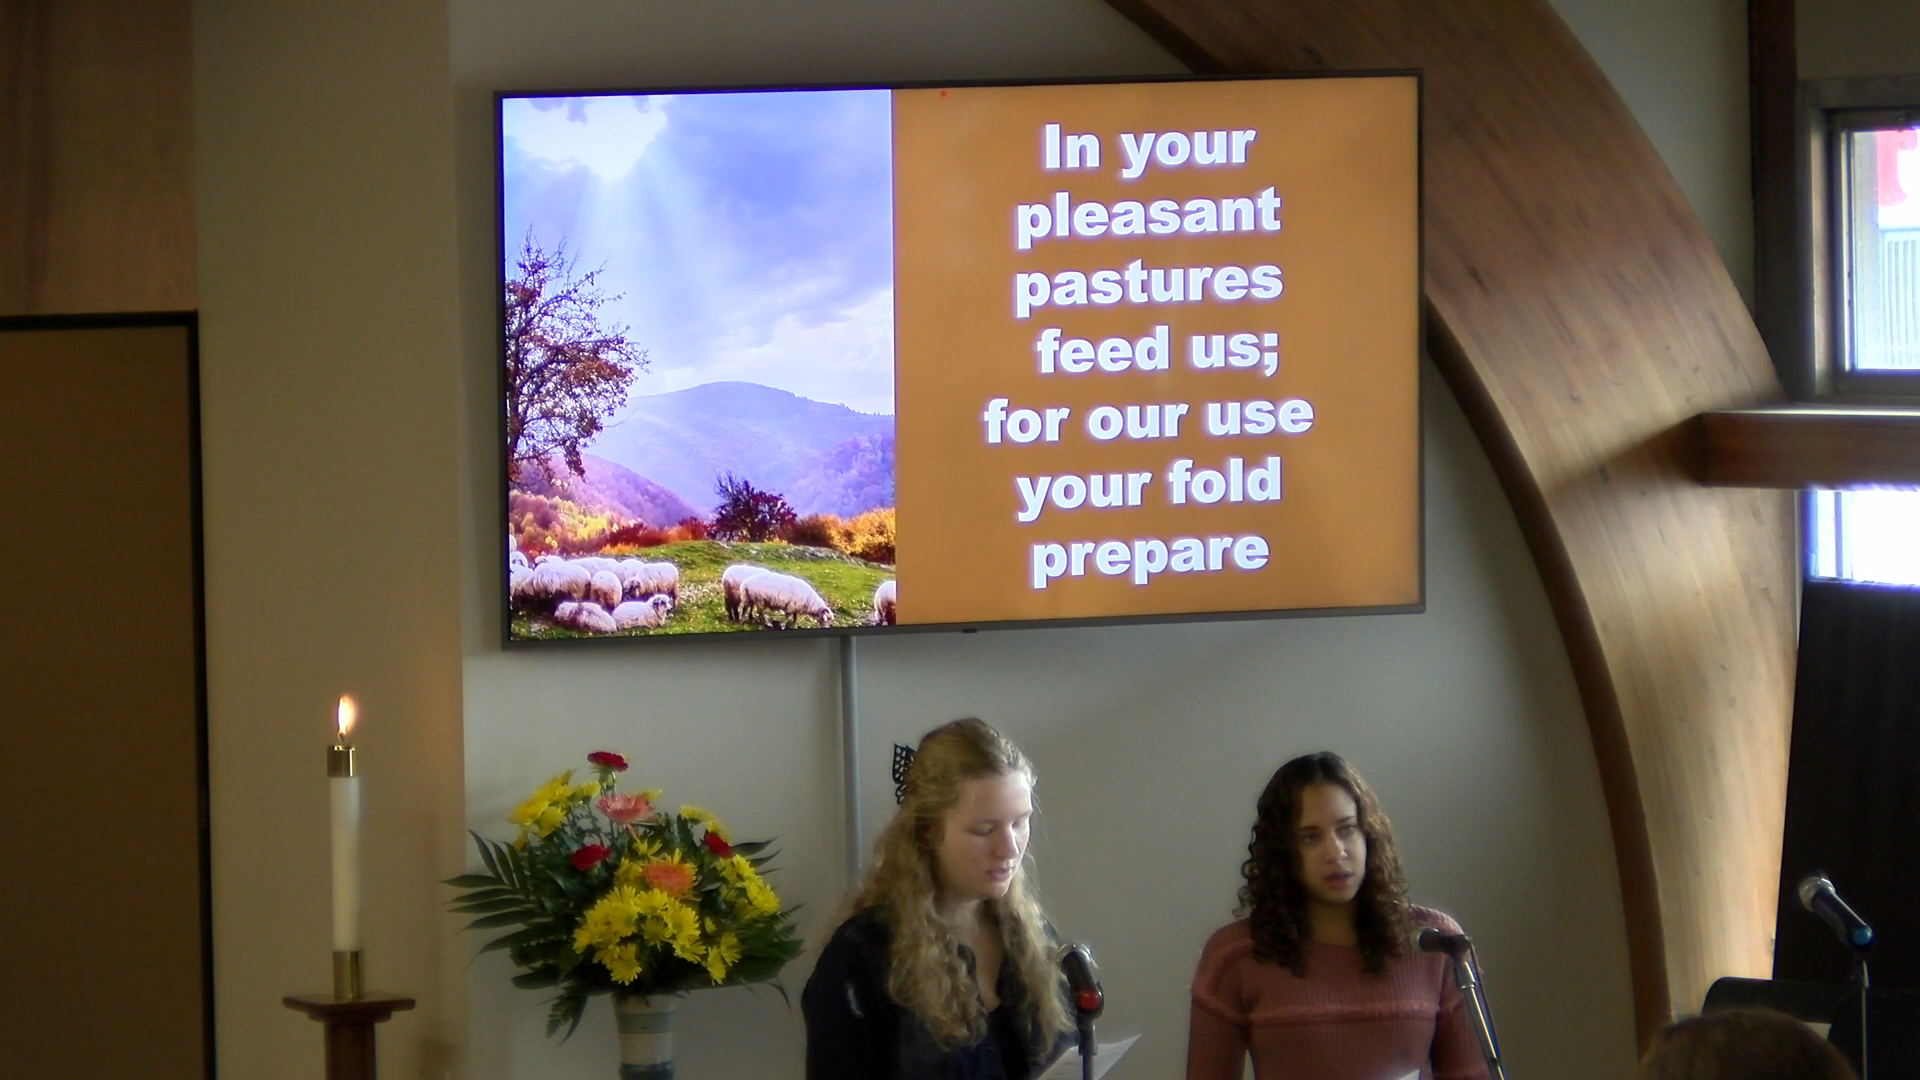 In your
pleasant
pastures
feed us;
for our use
your fold
prepare